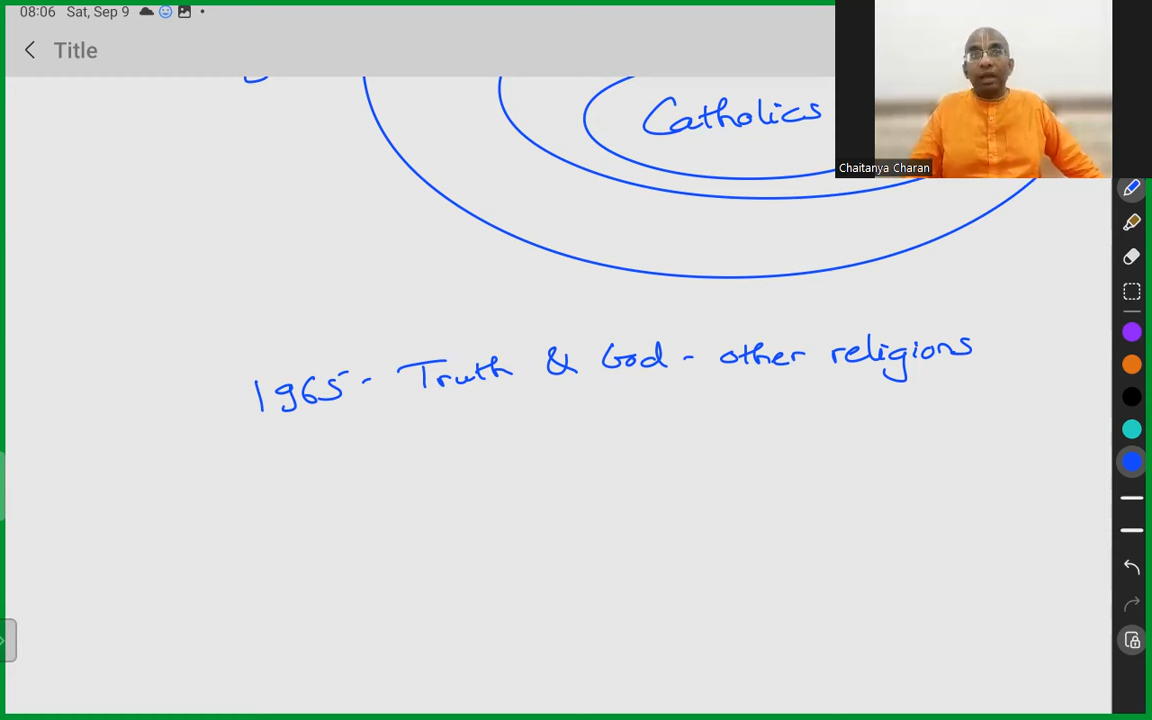 08:06 Sat, Sep 9
Title
Catholics
Chaitanya Charan
1965 - Truth & God - other religions